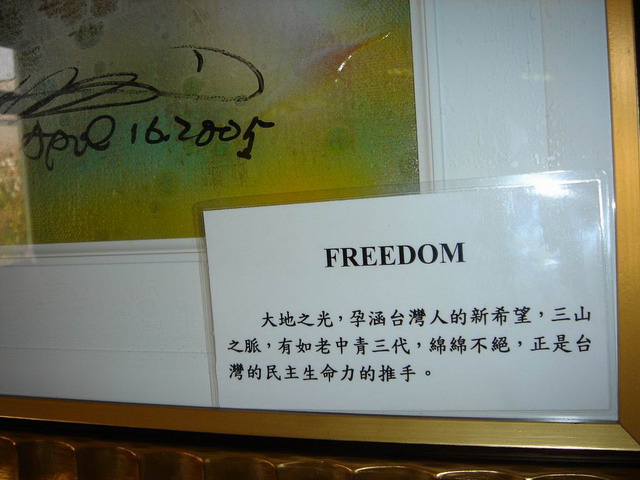 April 16.2005
FREEDOM
大地之光，孕涵台灣人的新希望，三山
之脈，有如老中青三代，綿綿不絕，正是台
灣的民主生命力的推手。